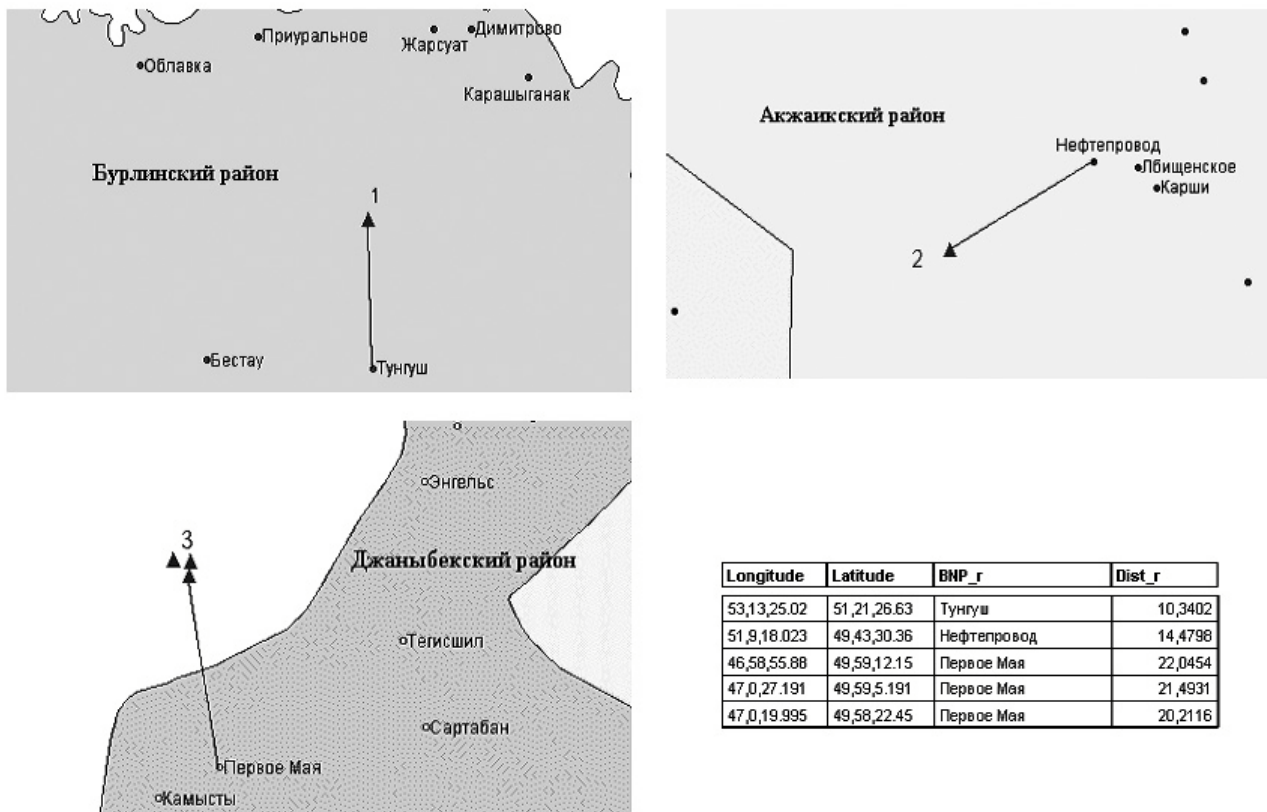 Приуральное
Димитрово
Жарсуат
Облавка
Карашыганак
Бурлинский район
1
Бестау
Тунгуш
Акжаикский район
Нефтепровод
Лбищенское
Карши
2
Энгельс
3
Джаныбекский район
Тегисшил
Сартабан
Первое Мая
Камысты
Longitude Latitude BNP_r Dist_r
53,13,25.02 51,21,26.63 Тунгуш 10,3402
51,9,18.023 49,43,30.36 Нефтепровод 14,4798
46,58,55.88 49,59,12.15 Первое Мая 22,0454
47,0,27.191 49,59,5.191 Первое Мая 21,4931
47,0,19.995 49,58,22.45 Первое Мая 20,2116